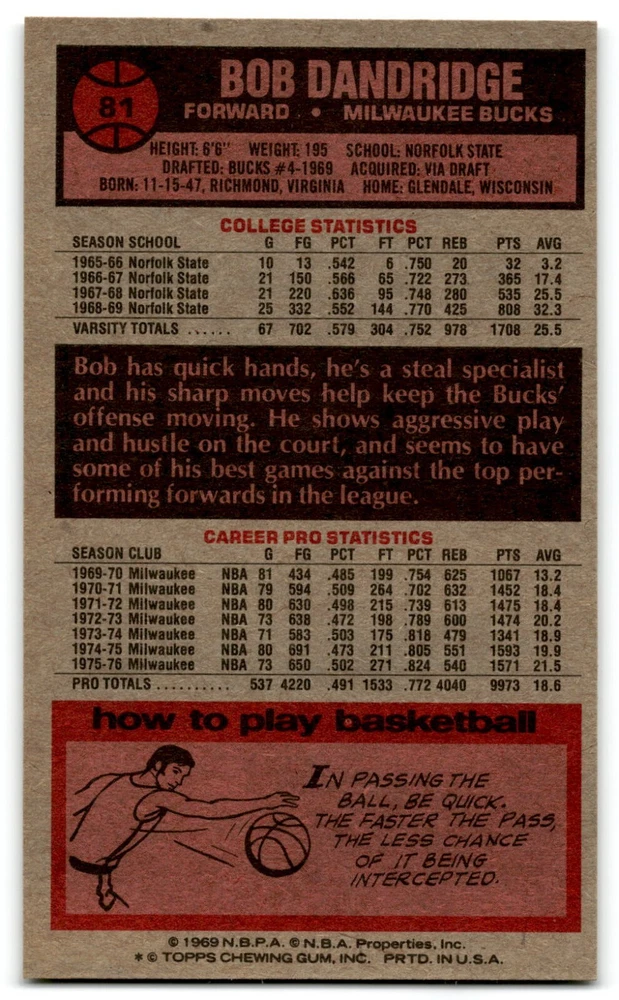 81
BOB DANDRIDGE
FORWARD • MILWAUKEE BUCKS
HEIGHT: 6'6" WEIGHT: 195 SCHOOL: NORFOLK STATE
DRAFTED: BUCKS #4-1969 ACQUIRED: VIA DRAFT
BORN: 11-15-47, RICHMOND, VIRGINIA HOME: GLENDALE, WISCONSIN
COLLEGE STATISTICS
SEASON SCHOOL G FG PCT FT PCT REB PTS AVG
1965-66 Norfolk State 10 13 .542 6 .750 20 32 3.2
1966-67 Norfolk State 21 150 .566 65 .722 273 365 17.4
1967-68 Norfolk State 21 220 .636 95 .748 280 535 25.5
1968-69 Norfolk State 25 332 .552 144 .770 425 808 32.3
VARSITY TOTALS ...... 67 702 .579 304 .752 978 1708 25.5
Bob has quick hands, he's a steal specialist
and his sharp moves help keep the Bucks'
offense moving. He shows aggressive play
and hustle on the court, and seems to have
some of his best games against the top per-
forming forwards in the league.
CAREER PRO STATISTICS
SEASON CLUB G FG PCT FT PCT REB PTS AVG
1969-70 Milwaukee NBA 81 434 .485 199 .754 625 1067 13.2
1970-71 Milwaukee NBA 79 594 .509 264 .702 632 1452 18.4
1971-72 Milwaukee NBA 80 630 .498 215 .739 613 1475 18.4
1972-73 Milwaukee NBA 73 638 .472 198 .789 600 1474 20.2
1973-74 Milwaukee NBA 71 583 .503 175 .818 479 1341 18.9
1974-75 Milwaukee NBA 80 691 .473 211 .805 551 1593 19.9
1975-76 Milwaukee NBA 73 650 .502 271 .824 540 1571 21.5
PRO TOTALS .......... 537 4220 .491 1533 .772 4040 9973 18.6
how to play basketball
IN PASSING THE
BALL, BE QUICK.
THE FASTER THE PASS,
THE LESS CHANCE
OF IT BEING
INTERCEPTED.
© 1969 N.B.P.A. © N.B.A. Properties, Inc.
* © TOPPS CHEWING GUM, INC. PRTD. IN U.S.A.